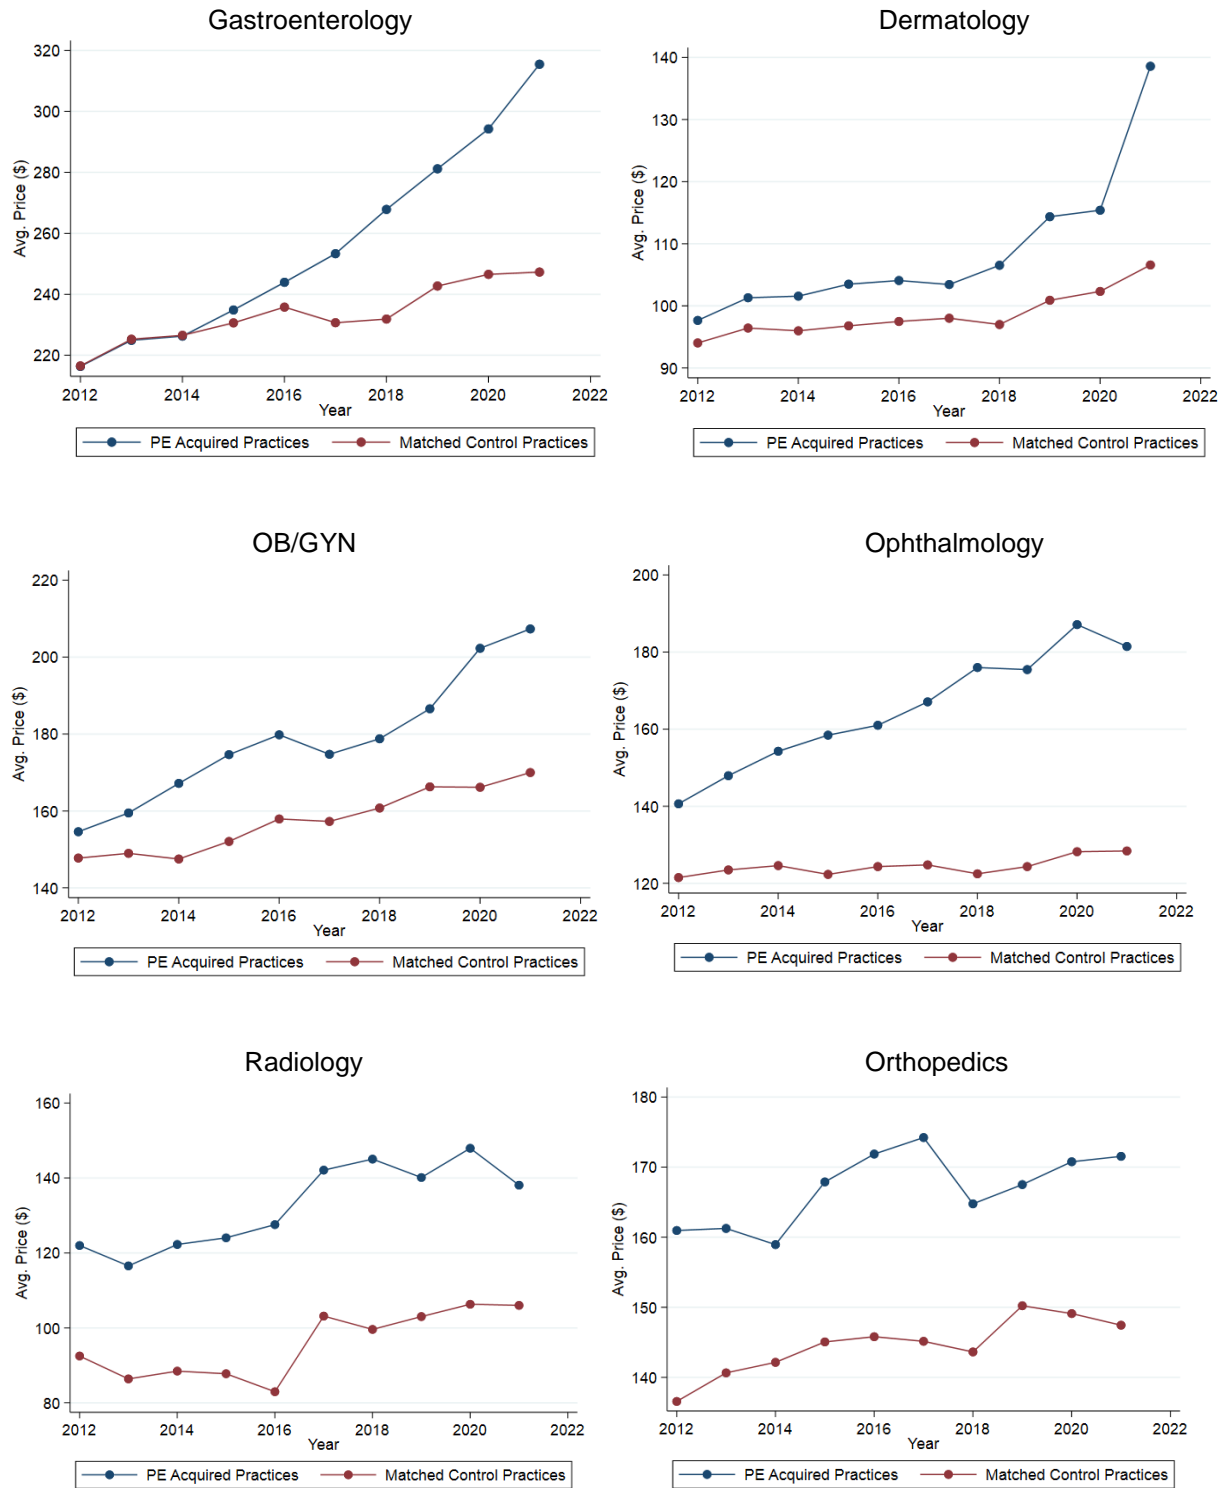 Gastroenterology
Avg. Price ($)
320
300
280
260
240
220
2012 2014 2016 2018 2020 2022
Year
PE Acquired Practices Matched Control Practices
Dermatology
Avg. Price ($)
140
130
120
110
100
90
2012 2014 2016 2018 2020 2022
Year
PE Acquired Practices Matched Control Practices
OB/GYN
Avg. Price ($)
220
200
180
160
140
2012 2014 2016 2018 2020 2022
Year
PE Acquired Practices Matched Control Practices
Ophthalmology
Avg. Price ($)
200
180
160
140
120
2012 2014 2016 2018 2020 2022
Year
PE Acquired Practices Matched Control Practices
Radiology
Avg. Price ($)
160
140
120
100
80
2012 2014 2016 2018 2020 2022
Year
PE Acquired Practices Matched Control Practices
Orthopedics
Avg. Price ($)
180
170
160
150
140
2012 2014 2016 2018 2020 2022
Year
PE Acquired Practices Matched Control Practices